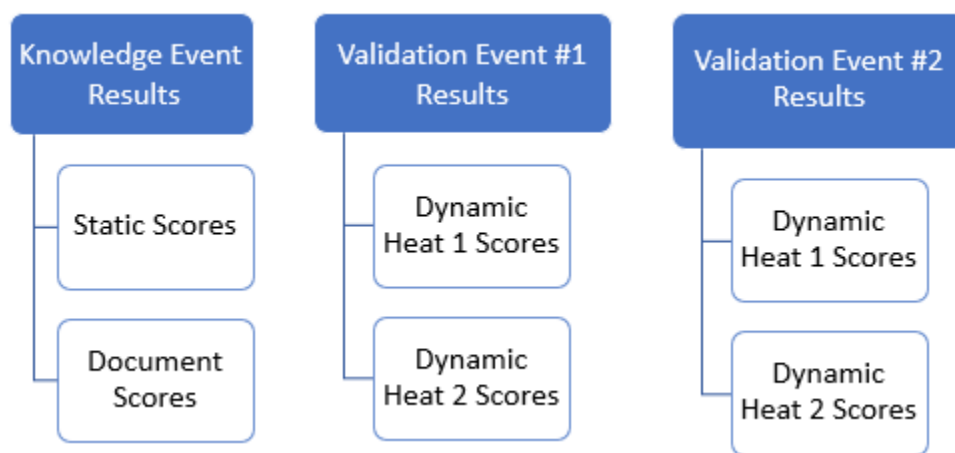 Knowledge Event
Results
Static Scores
Document
Scores
Validation Event #1
Results
Dynamic
Heat 1 Scores
Dynamic
Heat 2 Scores
Validation Event #2
Results
Dynamic
Heat 1 Scores
Dynamic
Heat 2 Scores